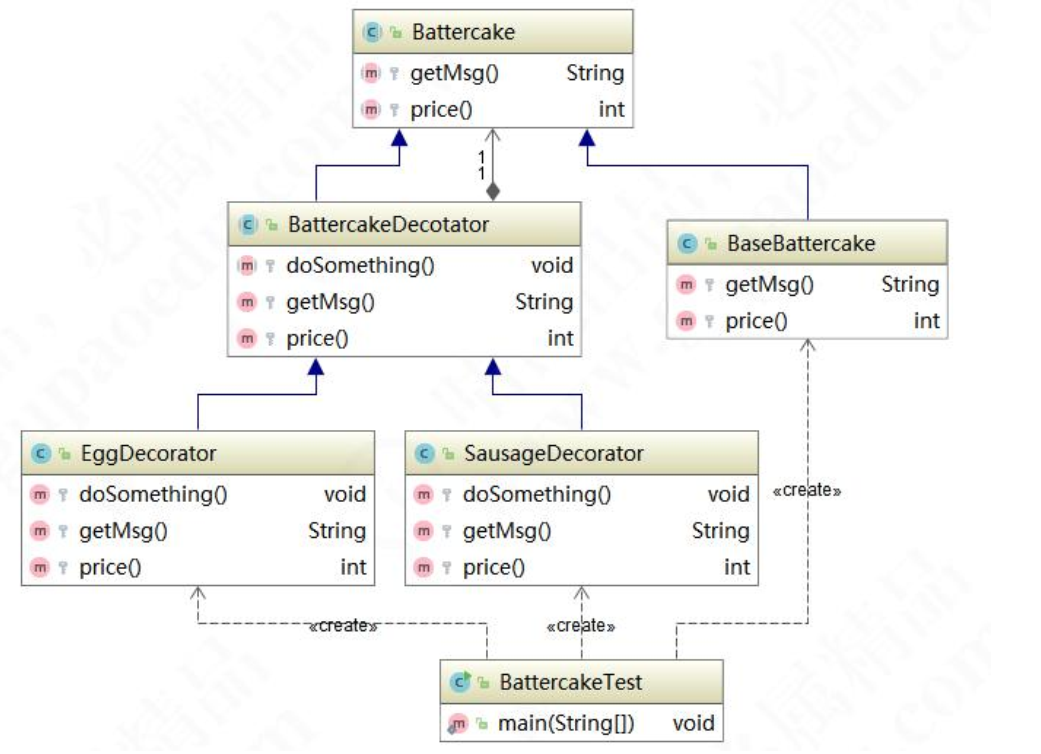 Battercake
getMsg() String
price() int
1
1
BattercakeDecotator
doSomething() void
getMsg() String
price() int
BaseBattercake
getMsg() String
price() int
EggDecorator
doSomething() void
getMsg() String
price() int
SausageDecorator
doSomething() void
getMsg() String
price() int
«create»
«create»
«create»
BattercakeTest
main(String[]) void